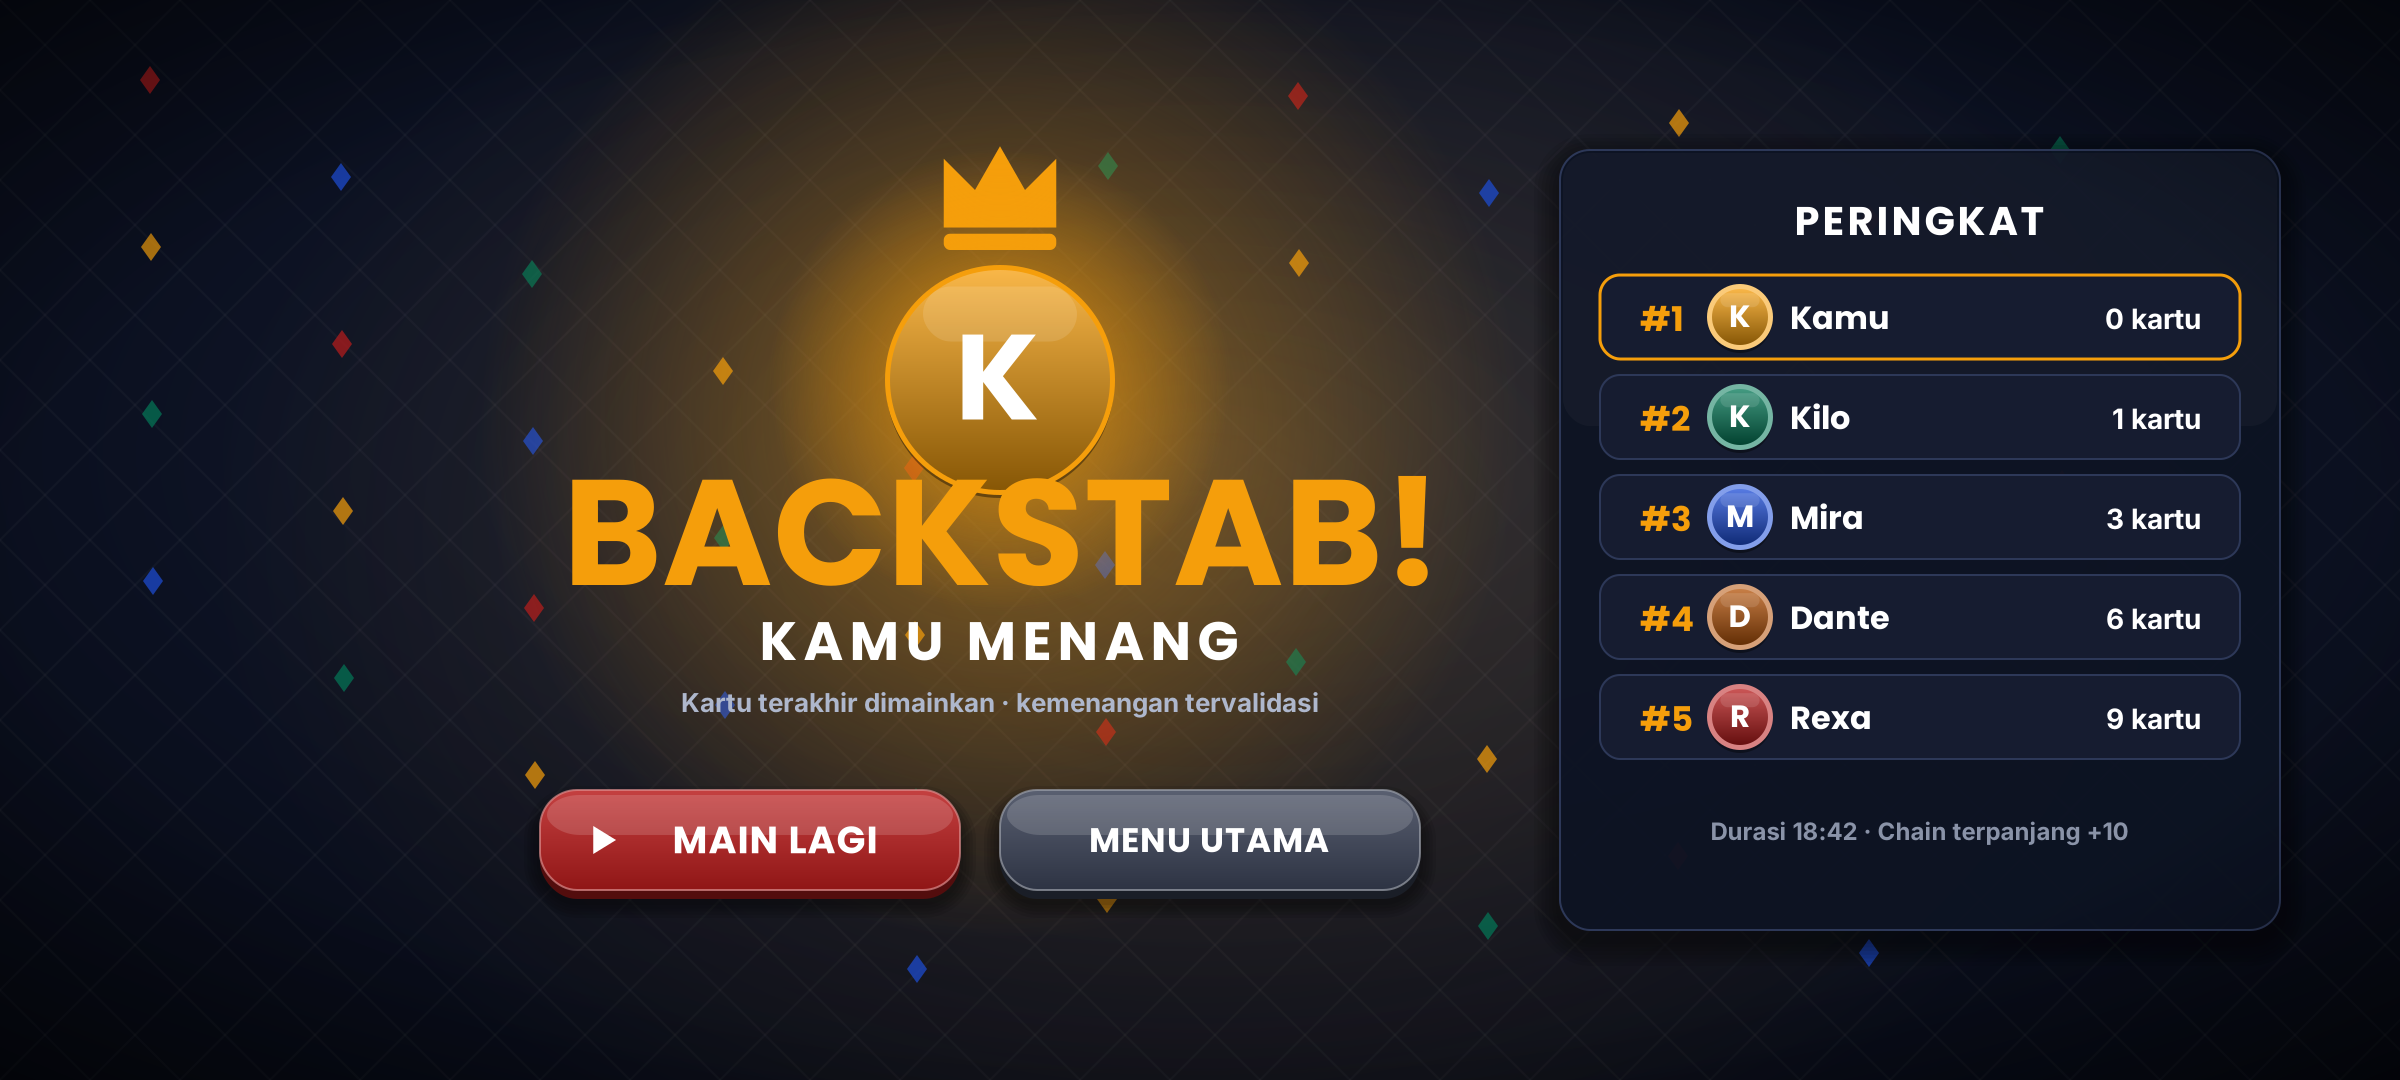 K
BACKSTAB!
KAMU MENANG
Kartu terakhir dimainkan · kemenangan tervalidasi
MAIN LAGI
MENU UTAMA
PERINGKAT
#1 K Kamu 0 kartu
#2 K Kilo 1 kartu
#3 M Mira 3 kartu
#4 D Dante 6 kartu
#5 R Rexa 9 kartu
Durasi 18:42 · Chain terpanjang +10